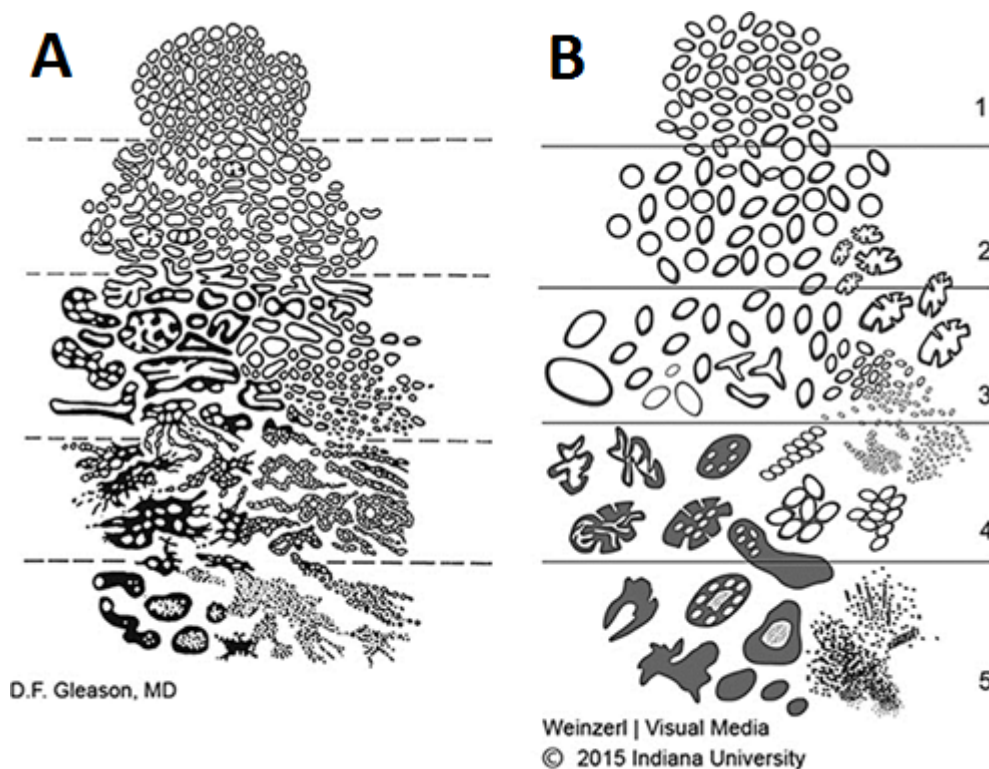 A
D.F. Gleason, MD
B
1
2
3
4
5
Weinzerl | Visual Media
© 2015 Indiana University